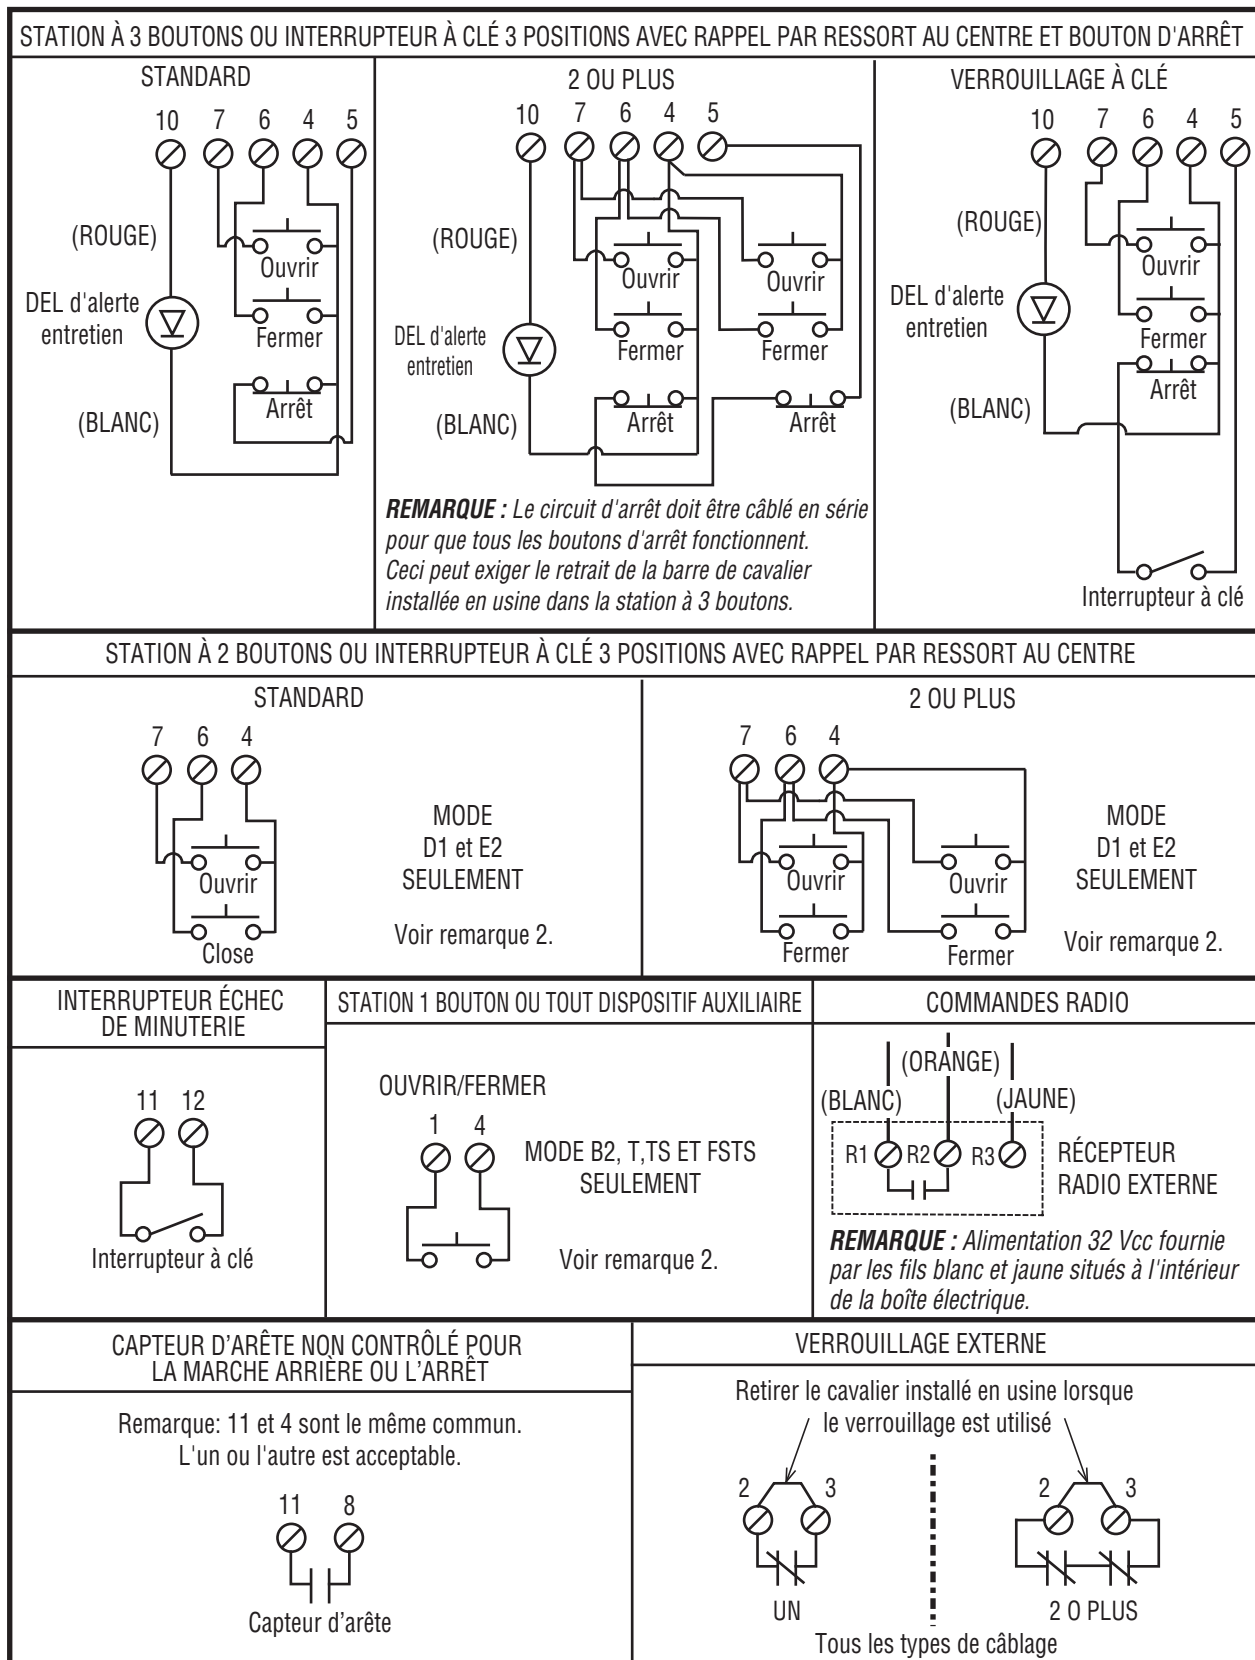 STATION À 3 BOUTONS OU INTERRUPTEUR À CLÉ 3 POSITIONS AVEC RAPPEL PAR RESSORT AU CENTRE ET BOUTON D'ARRÊT
STANDARD
10 7 6 4 5
(ROUGE)
Ouvrir
DEL d'alerte
entretien
Fermer
Arrêt
(BLANC)
2 OU PLUS
10 7 6 4 5
(ROUGE)
Ouvrir Ouvrir
DEL d'alerte
entretien
Fermer Fermer
(BLANC)
Arrêt Arrêt
REMARQUE : Le circuit d'arrêt doit être câblé en série
pour que tous les boutons d'arrêt fonctionnent.
Ceci peut exiger le retrait de la barre de cavalier
installée en usine dans la station à 3 boutons.
VERROUILLAGE À CLÉ
10 7 6 4 5
(ROUGE)
Ouvrir
DEL d'alerte
entretien
Fermer
Arrêt
(BLANC)
Interrupteur à clé
STATION À 2 BOUTONS OU INTERRUPTEUR À CLÉ 3 POSITIONS AVEC RAPPEL PAR RESSORT AU CENTRE
STANDARD
7 6 4
Ouvrir
Close
MODE
D1 et E2
SEULEMENT
Voir remarque 2.
2 OU PLUS
7 6 4
Ouvrir Ouvrir
Fermer Fermer
MODE
D1 et E2
SEULEMENT
Voir remarque 2.
INTERRUPTEUR ÉCHEC
DE MINUTERIE
11 12
Interrupteur à clé
STATION 1 BOUTON OU TOUT DISPOSITIF AUXILIAIRE
OUVRIR/FERMER
1 4
MODE B2, T,TS ET FSTS
SEULEMENT
Voir remarque 2.
COMMANDES RADIO
(ORANGE)
(BLANC) (JAUNE)
R1 R2 R3
RÉCEPTEUR
RADIO EXTERNE
REMARQUE : Alimentation 32 Vcc fournie
par les fils blanc et jaune situés à l'intérieur
de la boîte électrique.
CAPTEUR D'ARÊTE NON CONTRÔLÉ POUR
LA MARCHE ARRIÈRE OU L'ARRÊT
Remarque: 11 et 4 sont le même commun.
L'un ou l'autre est acceptable.
11 8
Capteur d'arête
VERROUILLAGE EXTERNE
Retirer le cavalier installé en usine lorsque
le verrouillage est utilisé
2 3 2 3
UN 2 O PLUS
Tous les types de câblage